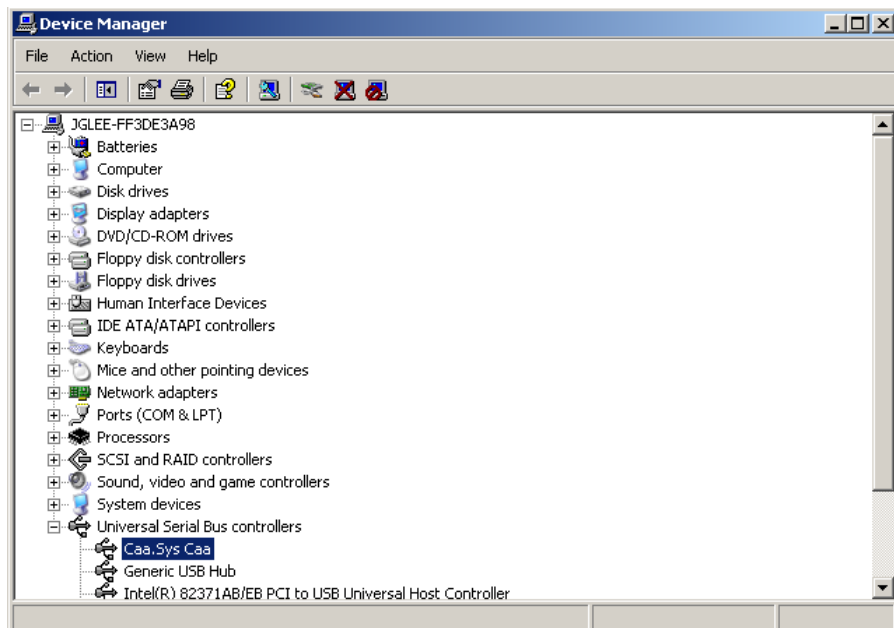 Device Manager
File Action View Help
JGLEE-FF3DE3A98
Batteries
Computer
Disk drives
Display adapters
DVD/CD-ROM drives
Floppy disk controllers
Floppy disk drives
Human Interface Devices
IDE ATA/ATAPI controllers
Keyboards
Mice and other pointing devices
Network adapters
Ports (COM & LPT)
Processors
SCSI and RAID controllers
Sound, video and game controllers
System devices
Universal Serial Bus controllers
Caa.Sys Caa
Generic USB Hub
Intel(R) 82371AB/EB PCI to USB Universal Host Controller